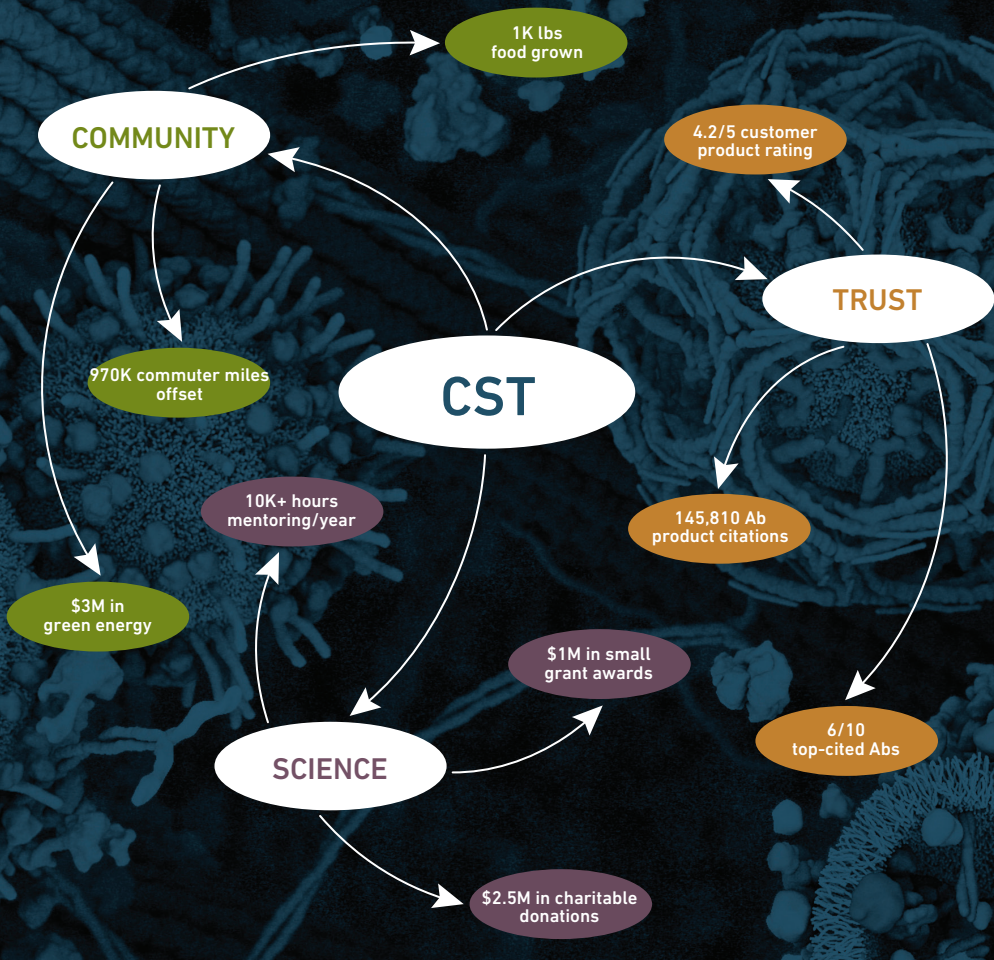 1K lbs
food grown
COMMUNITY
4.2/5 customer
product rating
TRUST
970K commuter miles
offset
CST
10K+ hours
mentoring/year
145,810 Ab
product citations
$3M in
green energy
$1M in small
grant awards
6/10
top-cited Abs
SCIENCE
$2.5M in charitable
donations